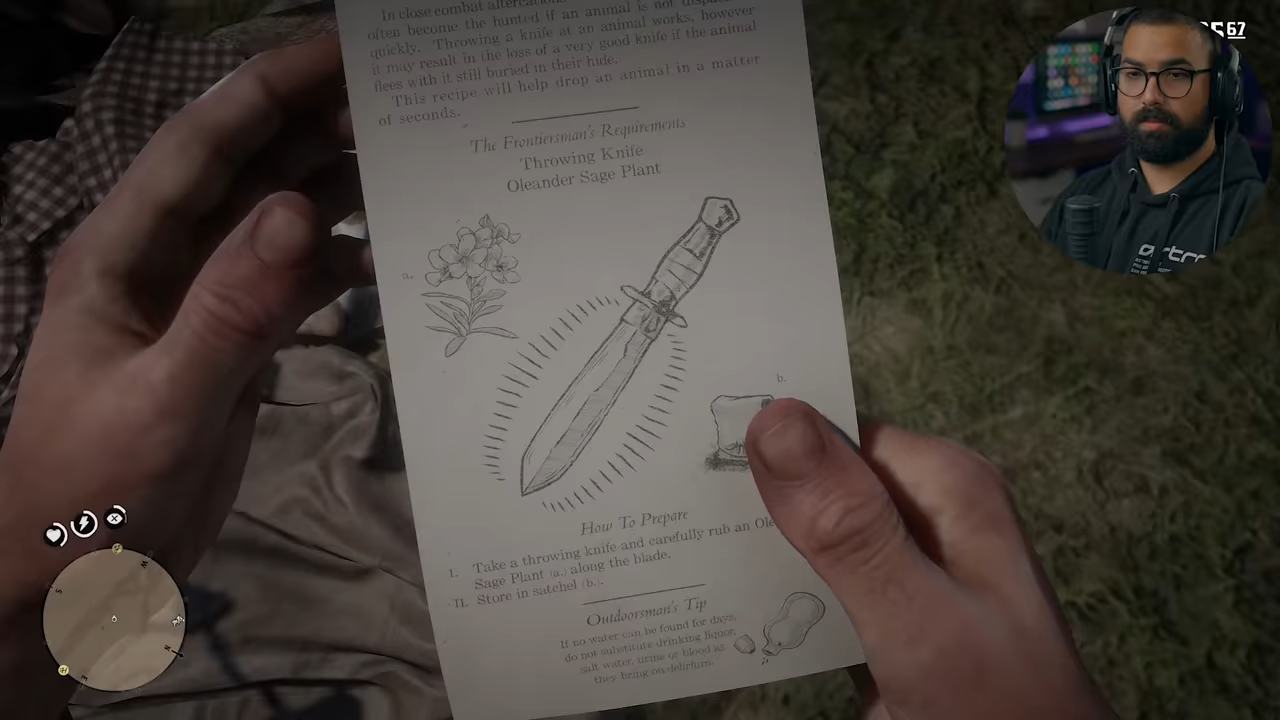 In close combat altercations
often become the hunted if an animal is not
quickly. Throwing a knife at an animal works, however
it may result in the loss of a very good knife if the animal
flees with it still buried in their hide.
This recipe will help drop an animal in a matter
of seconds.
The Frontiersman's Requirements
Throwing Knife
Oleander Sage Plant
a.
b.
How To Prepare
I. Take a throwing knife and carefully rub an
Sage Plant (a.) along the blade.
II. Store in satchel (b.).
Outdoorsman's Tip
If no water can be found for days,
do not substitute drinking liquor,
salt water, urine or blood as
they bring on delirium.
67